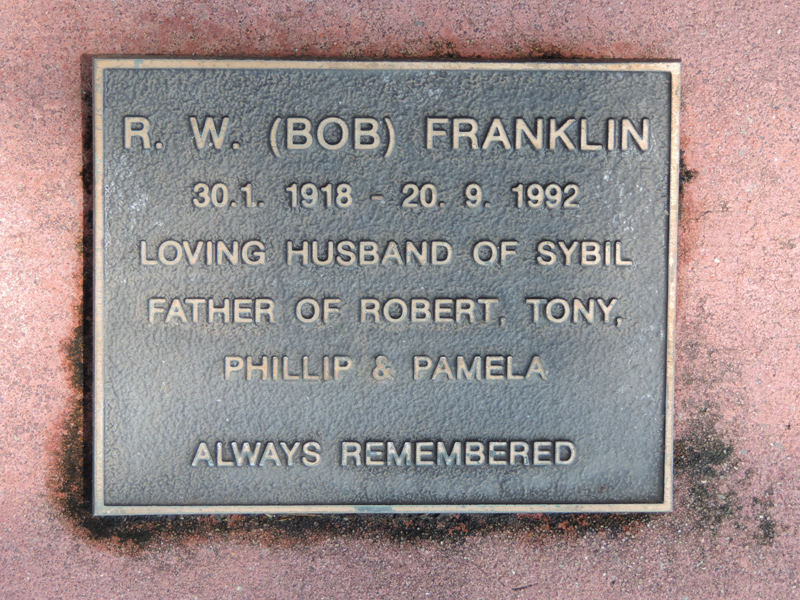 R. W. (BOB) FRANKLIN
30.1. 1918 - 20. 9. 1992
LOVING HUSBAND OF SYBIL
FATHER OF ROBERT, TONY,
PHILLIP & PAMELA
ALWAYS REMEMBERED